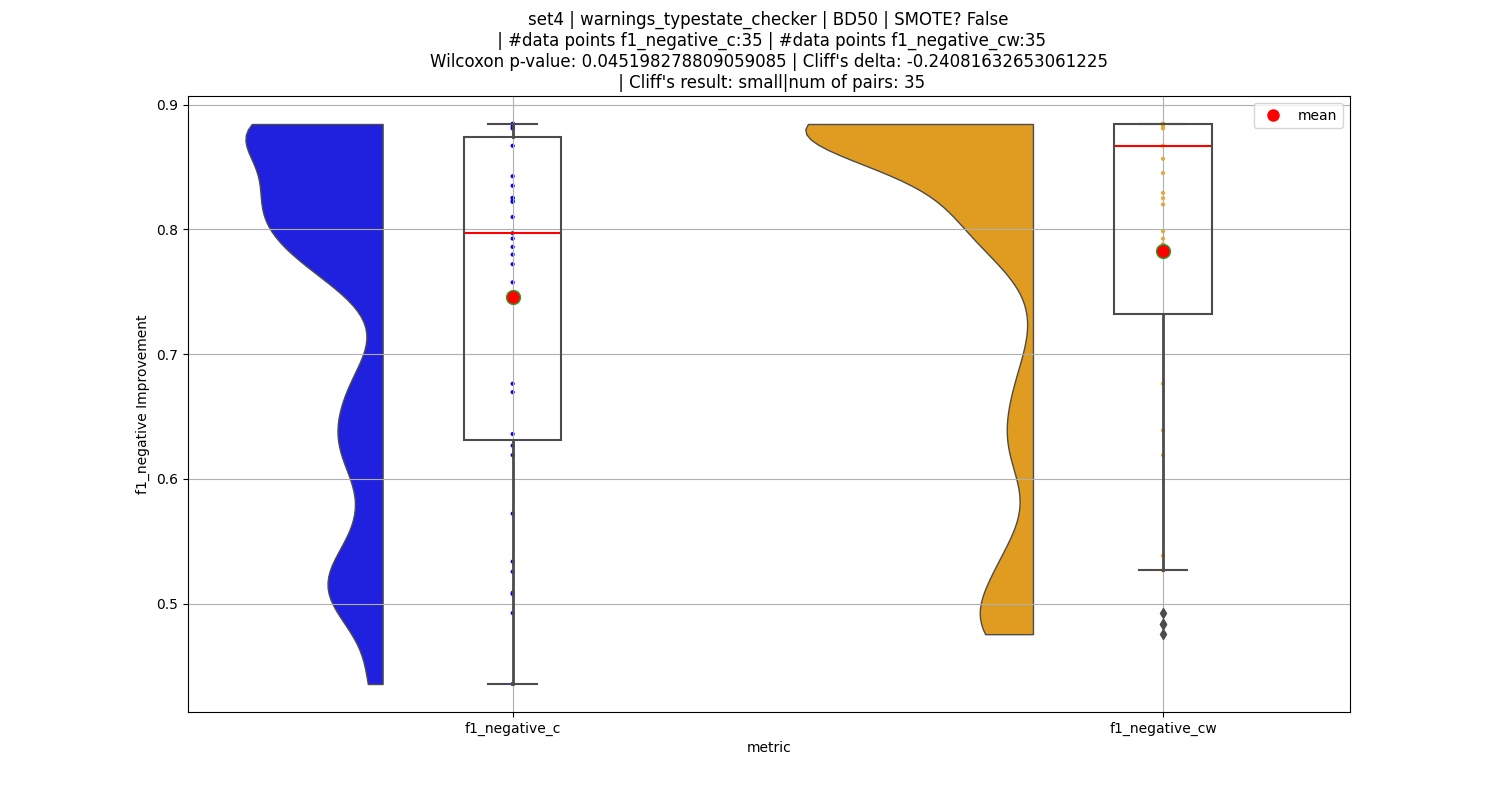 set4 | warnings_typestate_checker | BD50 | SMOTE? False
| #data points f1_negative_c:35 | #data points f1_negative_cw:35
Wilcoxon p-value: 0.045198278809059085 | Cliff's delta: -0.24081632653061225
| Cliff's result: small|num of pairs: 35
mean
0.9
0.8
0.7
0.6
0.5
f1_negative Improvement
f1_negative_c
f1_negative_cw
metric